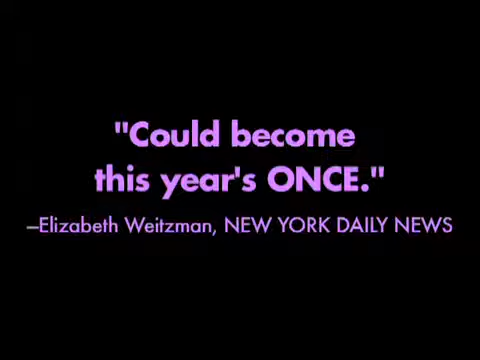 "Could become
this year's ONCE."
—Elizabeth Weitzman, NEW YORK DAILY NEWS